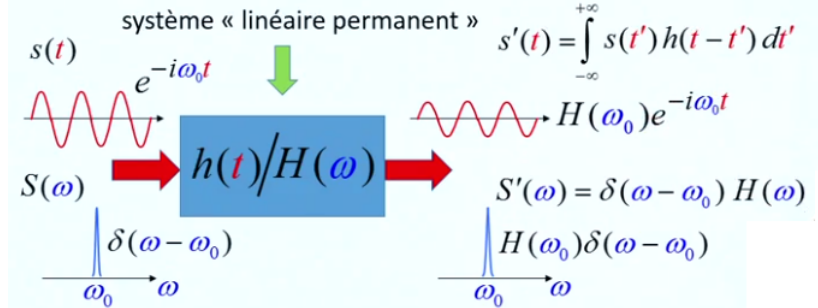 système « linéaire permanent »
s(t)
e^{-iω₀t}
s'(t) = ∫_{-∞}^{+∞} s(t') h(t − t') dt'
h(t)/H(ω)
H(ω₀)e^{-iω₀t}
S(ω)
δ(ω − ω₀)
ω₀ ω
S'(ω) = δ(ω − ω₀) H(ω)
H(ω₀)δ(ω − ω₀)
ω₀ ω